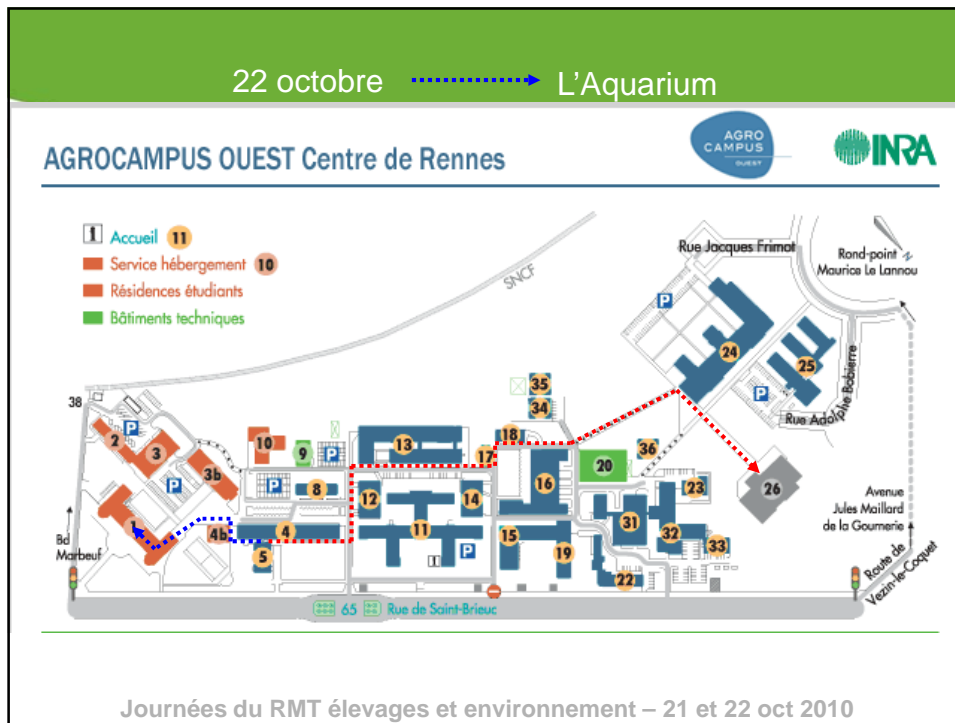 22 octobre L'Aquarium
AGROCAMPUS OUEST Centre de Rennes
AGRO
CAMPUS
OUEST
INRA
Accueil 11
Service hébergement 10
Résidences étudiants
Bâtiments techniques
SNCF
Rue Jacques Frimot
Rond-point
Maurice Le Lannou
P
24
25
P
Rue Adolphe Bobierre
38
2
P
3
3b
P
1
4b
10
9
P
P
8
4
5
13
12
11
14
P
17
18
35
34
16
15
19
20
36
23
31
32
33
22
26
Bd
Marbeuf
Avenue
Jules Maillard
de la Gournerie
Route de
Vezin-le-Coquet
65 Rue de Saint-Brieuc
Journées du RMT élevages et environnement – 21 et 22 oct 2010